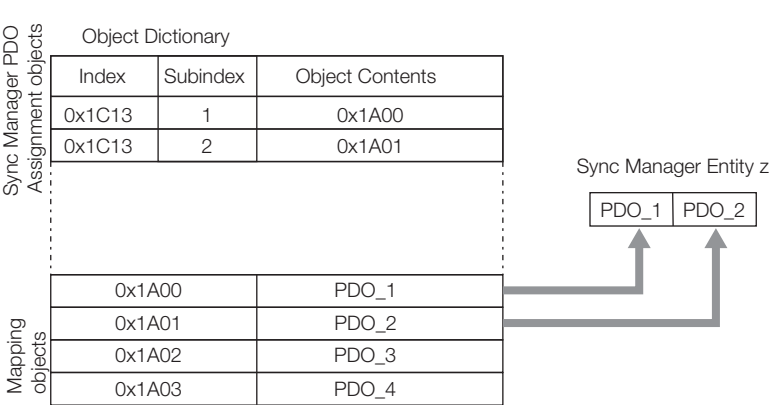 Sync Manager PDO
Assignment objects
Object Dictionary
Index Subindex Object Contents
0x1C13 1 0x1A00
0x1C13 2 0x1A01
Sync Manager Entity z
PDO_1 PDO_2
Mapping
objects
0x1A00 PDO_1
0x1A01 PDO_2
0x1A02 PDO_3
0x1A03 PDO_4